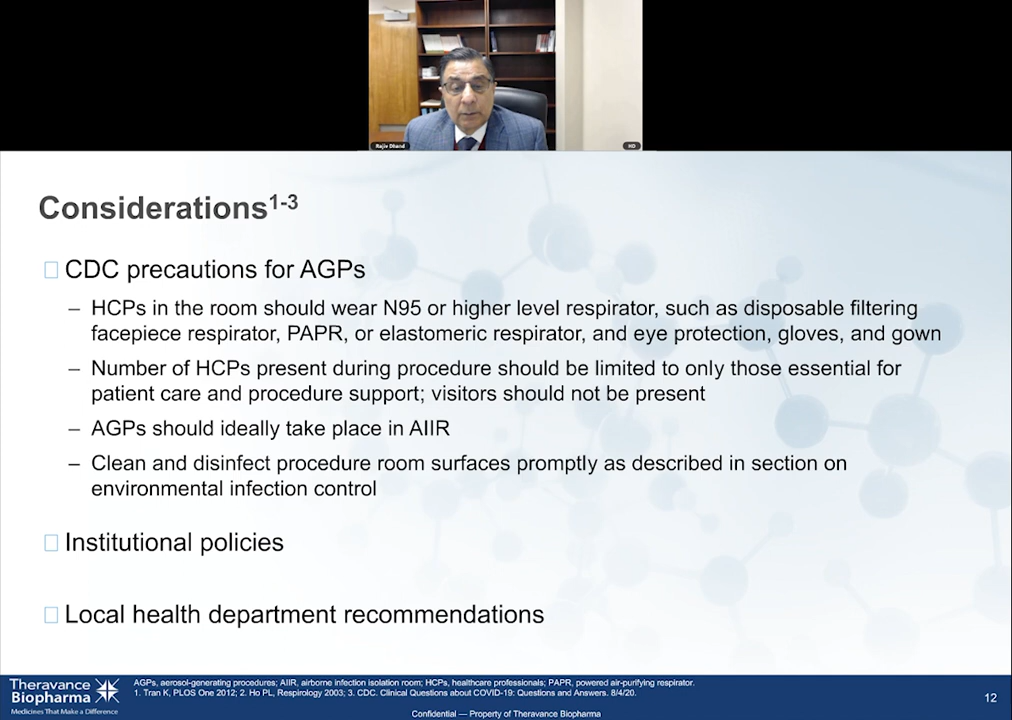 Rajiv Dhand
HD
Considerations1-3
CDC precautions for AGPs
– HCPs in the room should wear N95 or higher level respirator, such as disposable filtering
facepiece respirator, PAPR, or elastomeric respirator, and eye protection, gloves, and gown
– Number of HCPs present during procedure should be limited to only those essential for
patient care and procedure support; visitors should not be present
– AGPs should ideally take place in AIIR
– Clean and disinfect procedure room surfaces promptly as described in section on
environmental infection control
Institutional policies
Local health department recommendations
Theravance
Biopharma
Medicines That Make a Difference
AGPs, aerosol-generating procedures; AIIR, airborne infection isolation room; HCPs, healthcare professionals; PAPR, powered air-purifying respirator.
1. Tran K, PLOS One 2012; 2. Ho PL, Respirology 2003; 3. CDC. Clinical Questions about COVID-19: Questions and Answers. 8/4/20.
Confidential — Property of Theravance Biopharma
12